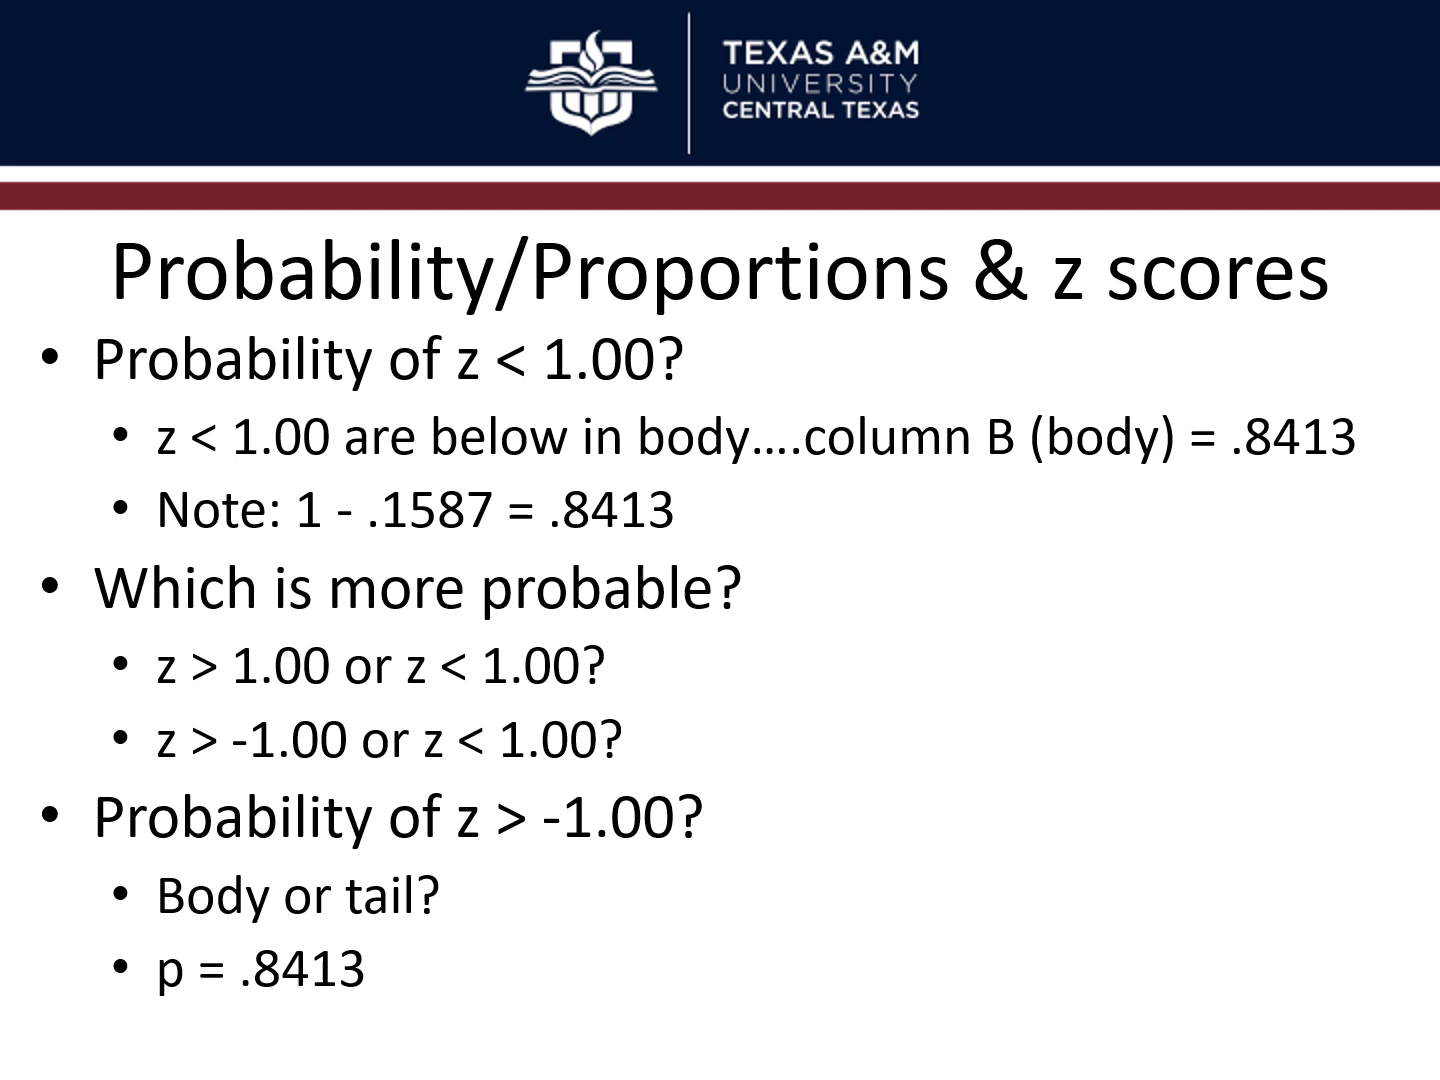 TEXAS A&M
UNIVERSITY
CENTRAL TEXAS
Probability/Proportions & z scores
• Probability of z < 1.00?
• z < 1.00 are below in body….column B (body) = .8413
• Note: 1 - .1587 = .8413
• Which is more probable?
• z > 1.00 or z < 1.00?
• z > -1.00 or z < 1.00?
• Probability of z > -1.00?
• Body or tail?
• p = .8413